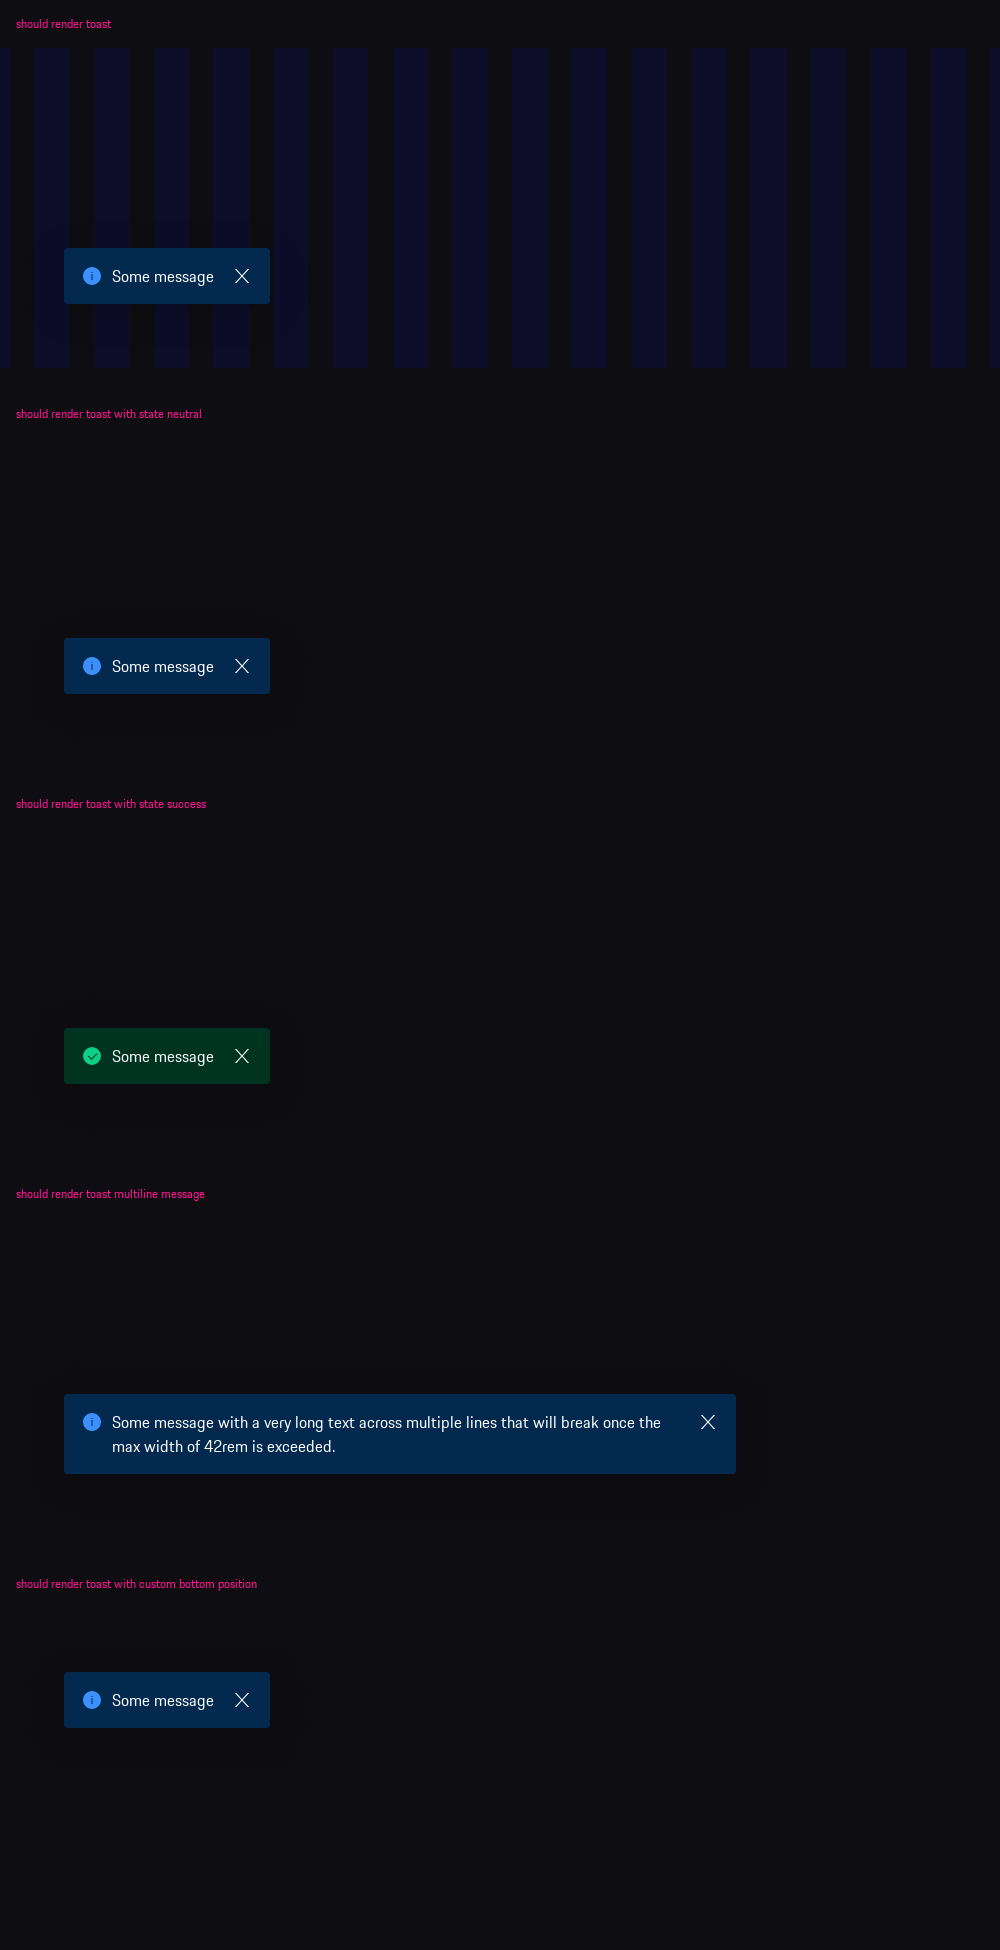 should render toast
Some message
should render toast with state neutral
Some message
should render toast with state success
Some message
should render toast multiline message
Some message with a very long text across multiple lines that will break once the
max width of 42rem is exceeded.
should render toast with custom bottom position
Some message